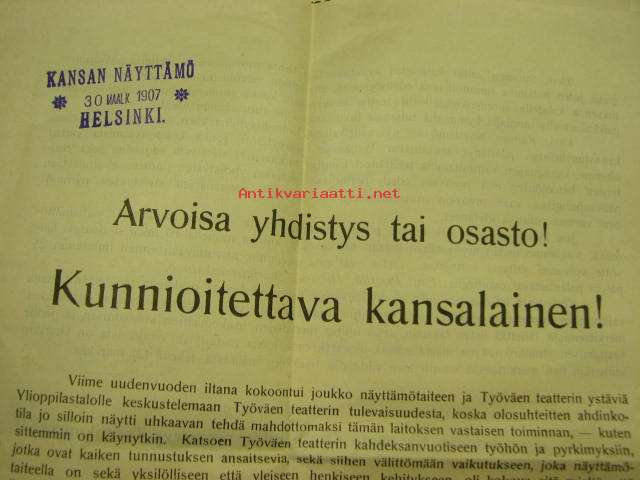 KANSAN NÄYTTÄMÖ
30 MAALK 1907
HELSINKI.
Antikvariaatti.net
Arvoisa yhdistys tai osasto!
Kunnioitettava kansalainen!
Viime uudenvuoden iltana kokoontui joukko näyttämötaiteen ja Työväen teatterin ystäviä
Ylioppilastalolle keskustelemaan Työväen teatterin tulevaisuudesta, koska olosuhteitten ahdinko-
tila jo silloin näytti uhkaavan tehdä mahdottomaksi tämän laitoksen vastaisen toiminnan, — kuten
sittemmin on käynytkin. Katsoen Työväen teatterin kahdeksanvuotiseen työhön ja pyrkimyksiin,
jotka ovat kaiken tunnustuksen ansaitsevia, sekä siihen välittömään vaikutukseen, joka näyttämö-
taiteella on sekä yksilölliseen että yleiseen henkiseen